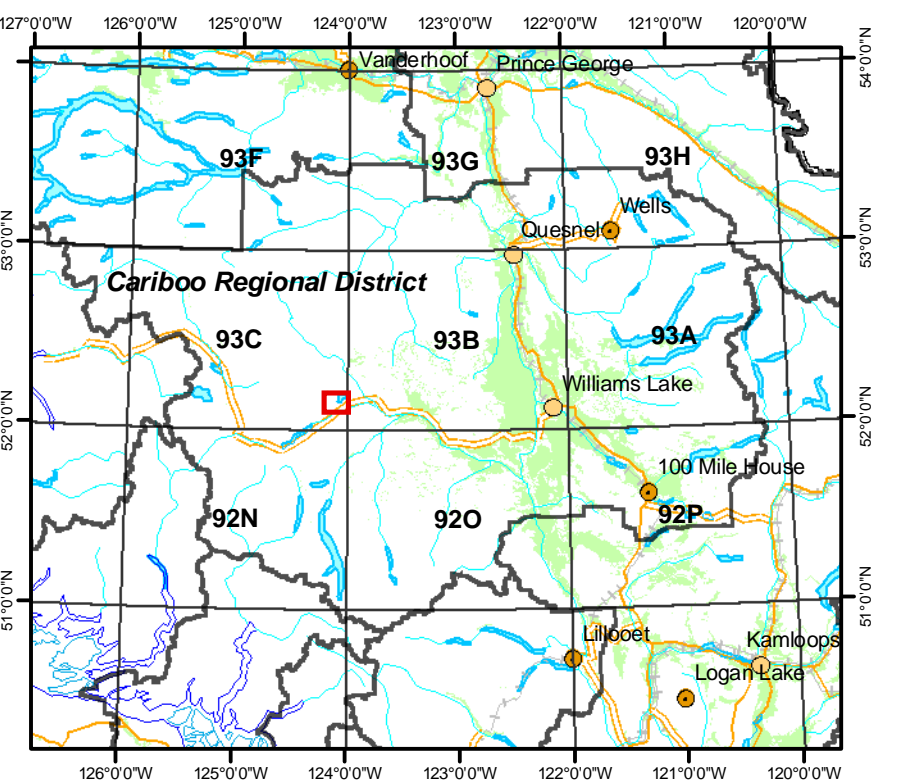 127°0'0"W 126°0'0"W 125°0'0"W 124°0'0"W 123°0'0"W 122°0'0"W 121°0'0"W 120°0'0"W
54°0'0"N
Vanderhoof
Prince George
93F
93G
93H
Wells
Quesnel
53°0'0"N
53°0'0"N
Cariboo Regional District
93C
93B
93A
Williams Lake
52°0'0"N
52°0'0"N
100 Mile House
92N
92O
92P
51°0'0"N
51°0'0"N
Lillooet
Kamloops
Logan Lake
126°0'0"W 125°0'0"W 124°0'0"W 123°0'0"W 122°0'0"W 121°0'0"W 120°0'0"W